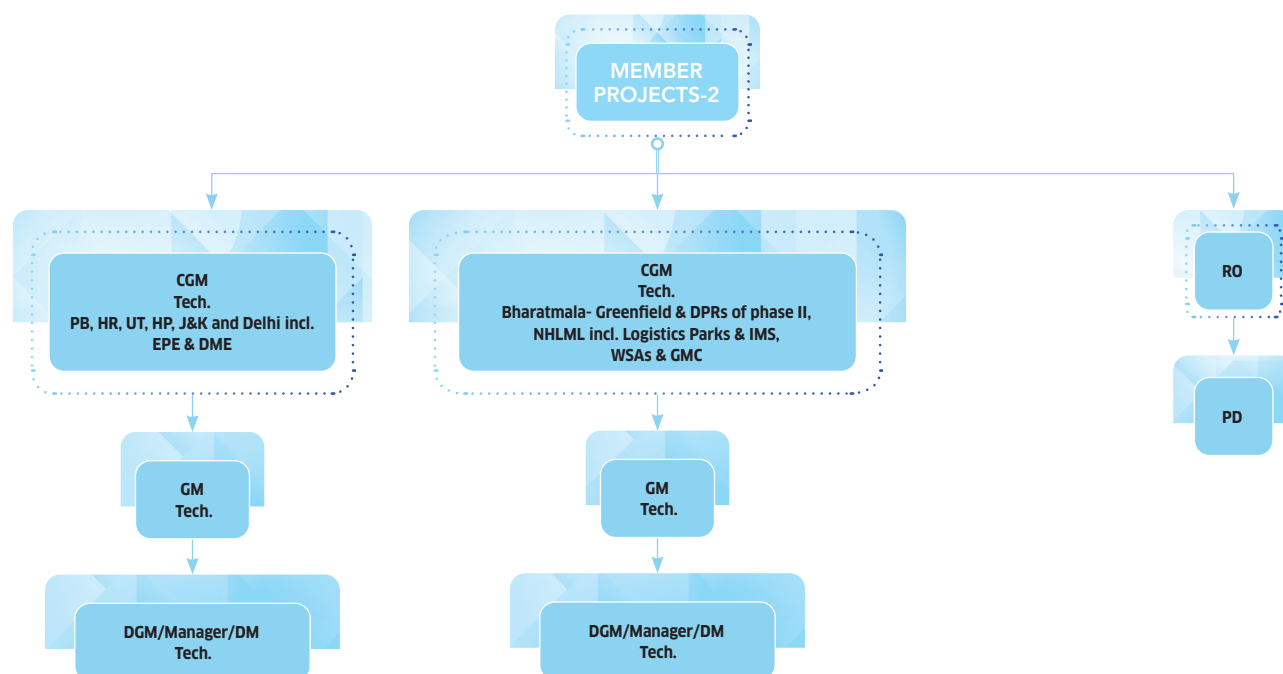 MEMBER
PROJECTS-2
CGM
Tech.
PB, HR, UT, HP, J&K and Delhi incl.
EPE & DME
CGM
Tech.
Bharatmala- Greenfield & DPRs of phase II,
NHLML incl. Logistics Parks & IMS,
WSAs & GMC
RO
PD
GM
Tech.
GM
Tech.
DGM/Manager/DM
Tech.
DGM/Manager/DM
Tech.